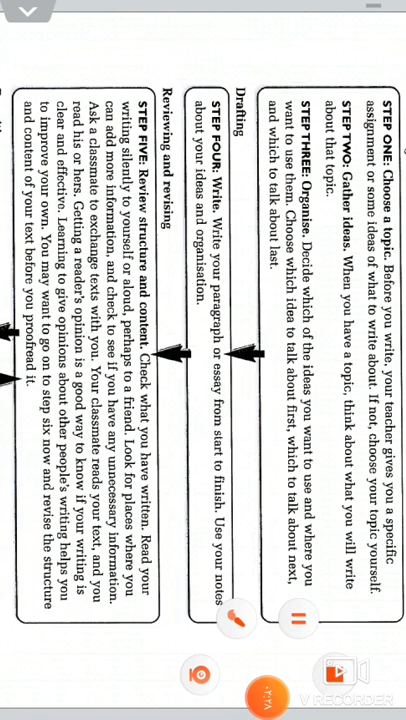 STEP ONE: Choose a topic. Before you write, your teacher gives you a specific
assignment or some ideas of what to write about. If not, choose your topic yourself.
STEP TWO: Gather ideas. When you have a topic, think about what you will write
about that topic.
STEP THREE: Organise. Decide which of the ideas you want to use and where you
want to use them. Choose which idea to talk about first, which to talk about next,
and which to talk about last.
Drafting
STEP FOUR: Write. Write your paragraph or essay from start to finish. Use your notes
about your ideas and organisation.
Reviewing and revising
STEP FIVE: Review structure and content. Check what you have written. Read your
writing silently to yourself or aloud, perhaps to a friend. Look for places where you
can add more information, and check to see if you have any unnecessary information.
Ask a classmate to exchange texts with you. Your classmate reads your text, and you
read his or hers. Getting a reader's opinion is a good way to know if your writing is
clear and effective. Learning to give opinions about other people's writing helps you
to improve your own. You may want to go on to step six now and revise the structure
and content of your text before you proofread it.
٠٢:٢٨
V RECORDER